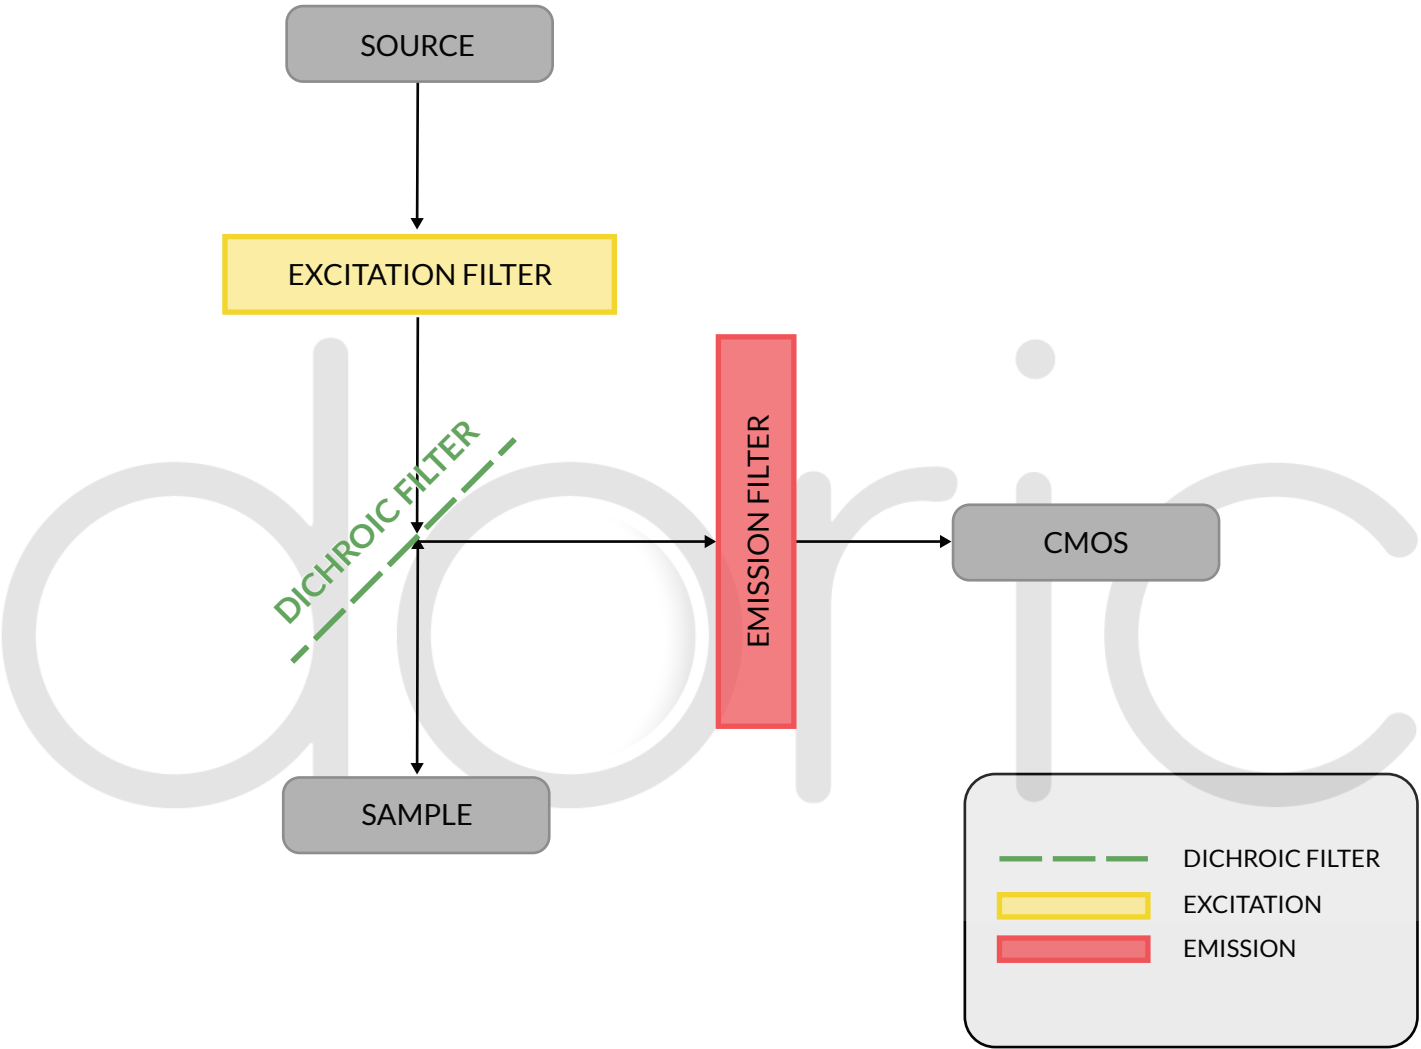 SOURCE
EXCITATION FILTER
DICHROIC FILTER
EMISSION FILTER
CMOS
SAMPLE
doric
DICHROIC FILTER
EXCITATION
EMISSION